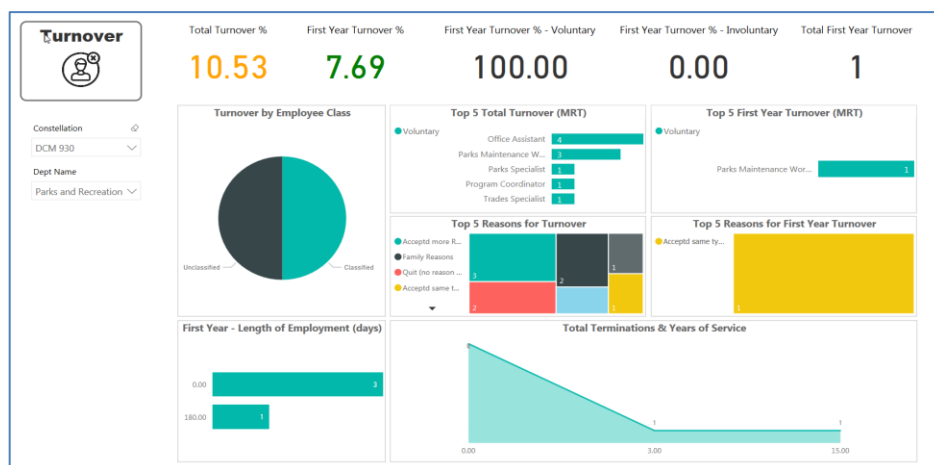 Turnover
Total Turnover %
10.53
First Year Turnover %
7.69
First Year Turnover % - Voluntary
100.00
First Year Turnover % - Involuntary
0.00
Total First Year Turnover
1
Constellation
DCM 930
Dept Name
Parks and Recreation
Turnover by Employee Class
Unclassified
Classified
Top 5 Total Turnover (MRT)
Voluntary
Office Assistant 4
Parks Maintenance W... 3
Parks Specialist 1
Program Coordinator 1
Trades Specialist 1
Top 5 First Year Turnover (MRT)
Voluntary
Parks Maintenance Wor... 1
Top 5 Reasons for Turnover
Acceptd more R...
Family Reasons
Quit (no reason ...
Acceptd same t...
3
2
2
1
1
Top 5 Reasons for First Year Turnover
Acceptd same ty...
1
First Year - Length of Employment (days)
0.00 3
180.00 1
Total Terminations & Years of Service
1
1
0.00
3.00
15.00